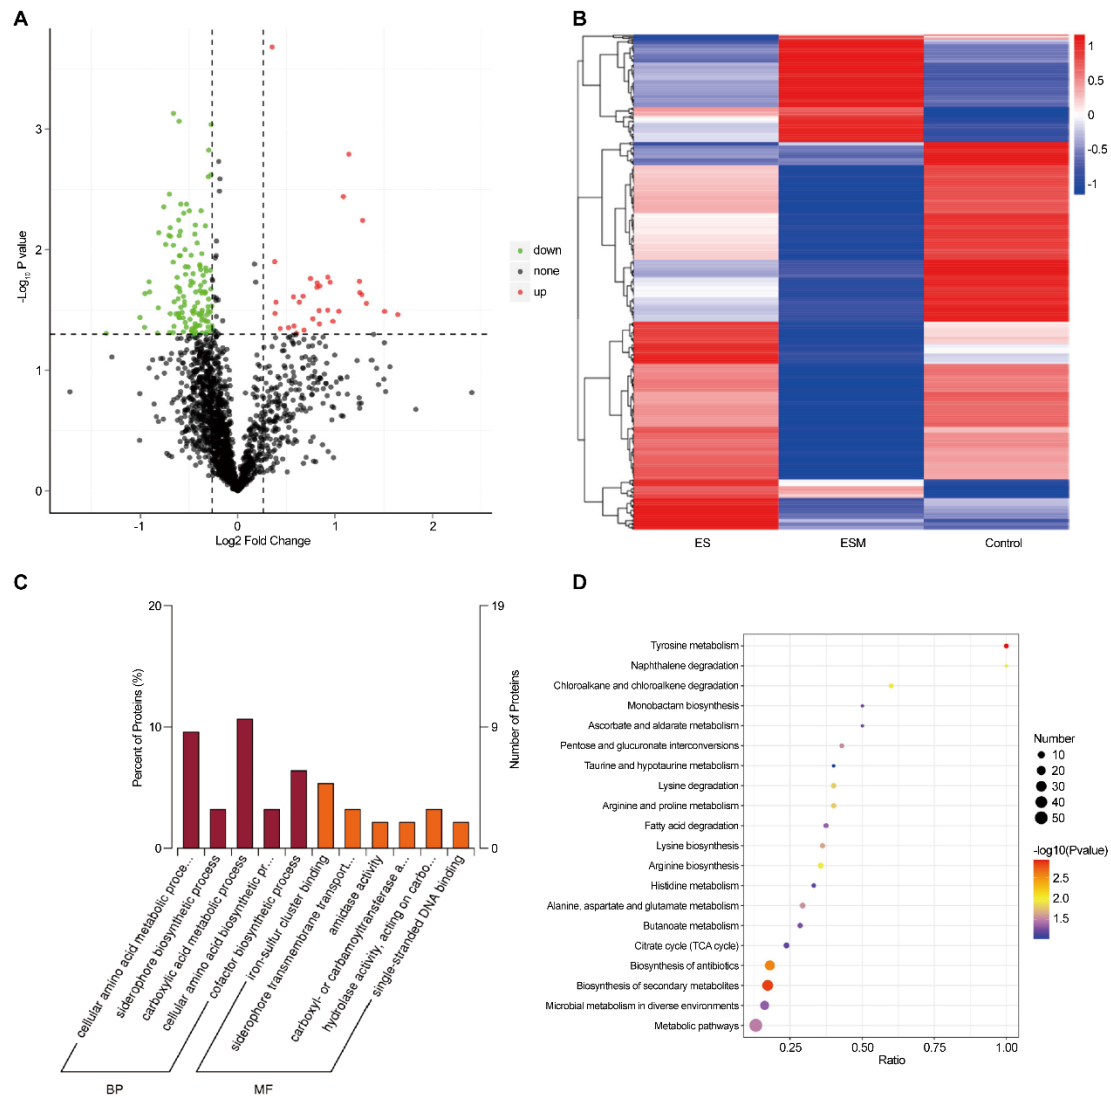 A
3
2
1
0
-Log10 P value
-1
0
1
2
Log2 Fold Change
down
none
up
B
1
0
-0.5
-1
ES
ESM
Control
C
20
10
0
Percent of Proteins (%)
19
9
0
Number of Proteins
cellular amino acid metabolic proce...
siderophore biosynthetic process
carboxylic acid metabolic process
cellular amino acid biosynthetic pr...
cofactor biosynthetic process
iron-sulfur cluster binding
siderophore transmembrane transport...
amidase activity
carboxyl- or carbamoyltransferase a...
hydrolase activity, acting on carbo...
single-stranded DNA binding
BP
MF
D
Tyrosine metabolism
Naphthalene degradation
Chloroalkane and chloroalkene degradation
Monobactam biosynthesis
Ascorbate and aldarate metabolism
Pentose and glucuronate interconversions
Taurine and hypotaurine metabolism
Lysine degradation
Arginine and proline metabolism
Fatty acid degradation
Lysine biosynthesis
Arginine biosynthesis
Histidine metabolism
Alanine, aspartate and glutamate metabolism
Butanoate metabolism
Citrate cycle (TCA cycle)
Biosynthesis of antibiotics
Biosynthesis of secondary metabolites
Microbial metabolism in diverse environments
Metabolic pathways
0.25
0.50
0.75
1.00
Ratio
Number
10
20
30
40
50
-log10(Pvalue)
2.5
2.0
1.5